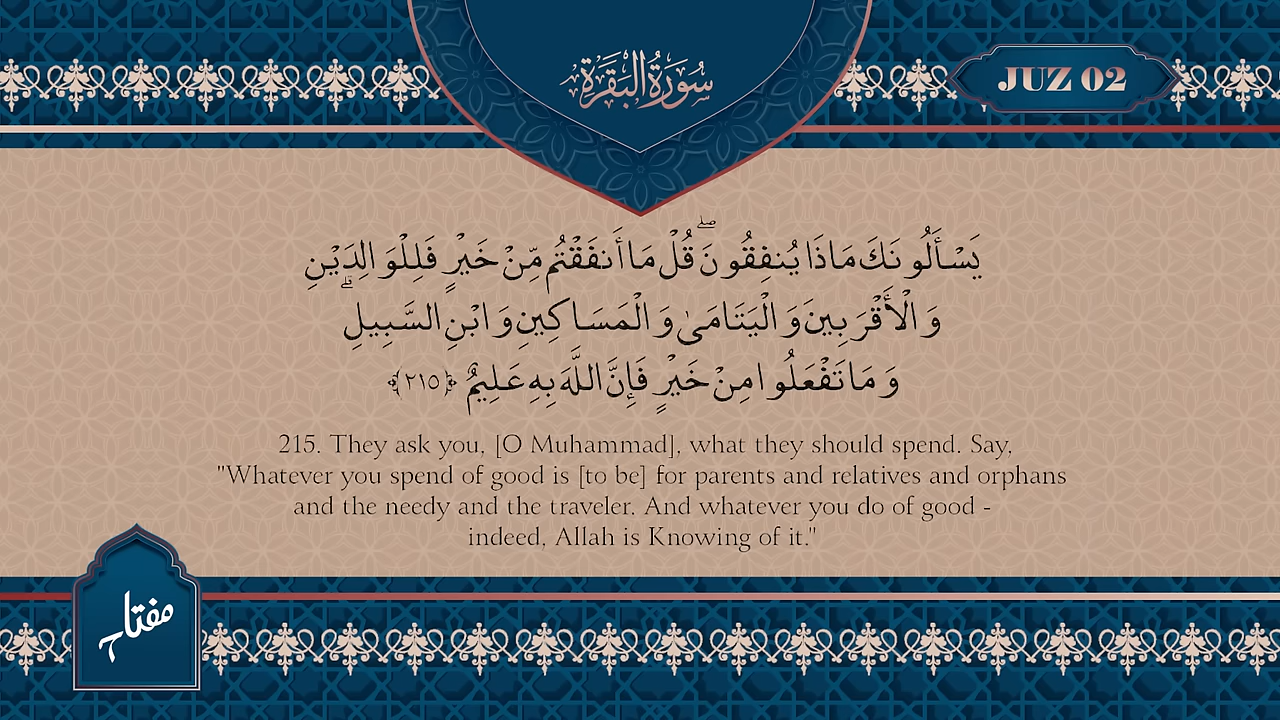 سُورَةُ البَقَرَةِ
JUZ 02
يَسْأَلُونَكَ مَاذَا يُنفِقُونَ ۖ قُلْ مَا أَنفَقْتُم مِّنْ خَيْرٍ فَلِلْوَالِدَيْنِ
وَالْأَقْرَبِينَ وَالْيَتَامَىٰ وَالْمَسَاكِينِ وَابْنِ السَّبِيلِ ۗ
وَمَا تَفْعَلُوا مِنْ خَيْرٍ فَإِنَّ اللَّهَ بِهِ عَلِيمٌ ﴿٢١٥﴾
215. They ask you, [O Muhammad], what they should spend. Say,
"Whatever you spend of good is [to be] for parents and relatives and orphans
and the needy and the traveler. And whatever you do of good -
indeed, Allah is Knowing of it."
مفتاح